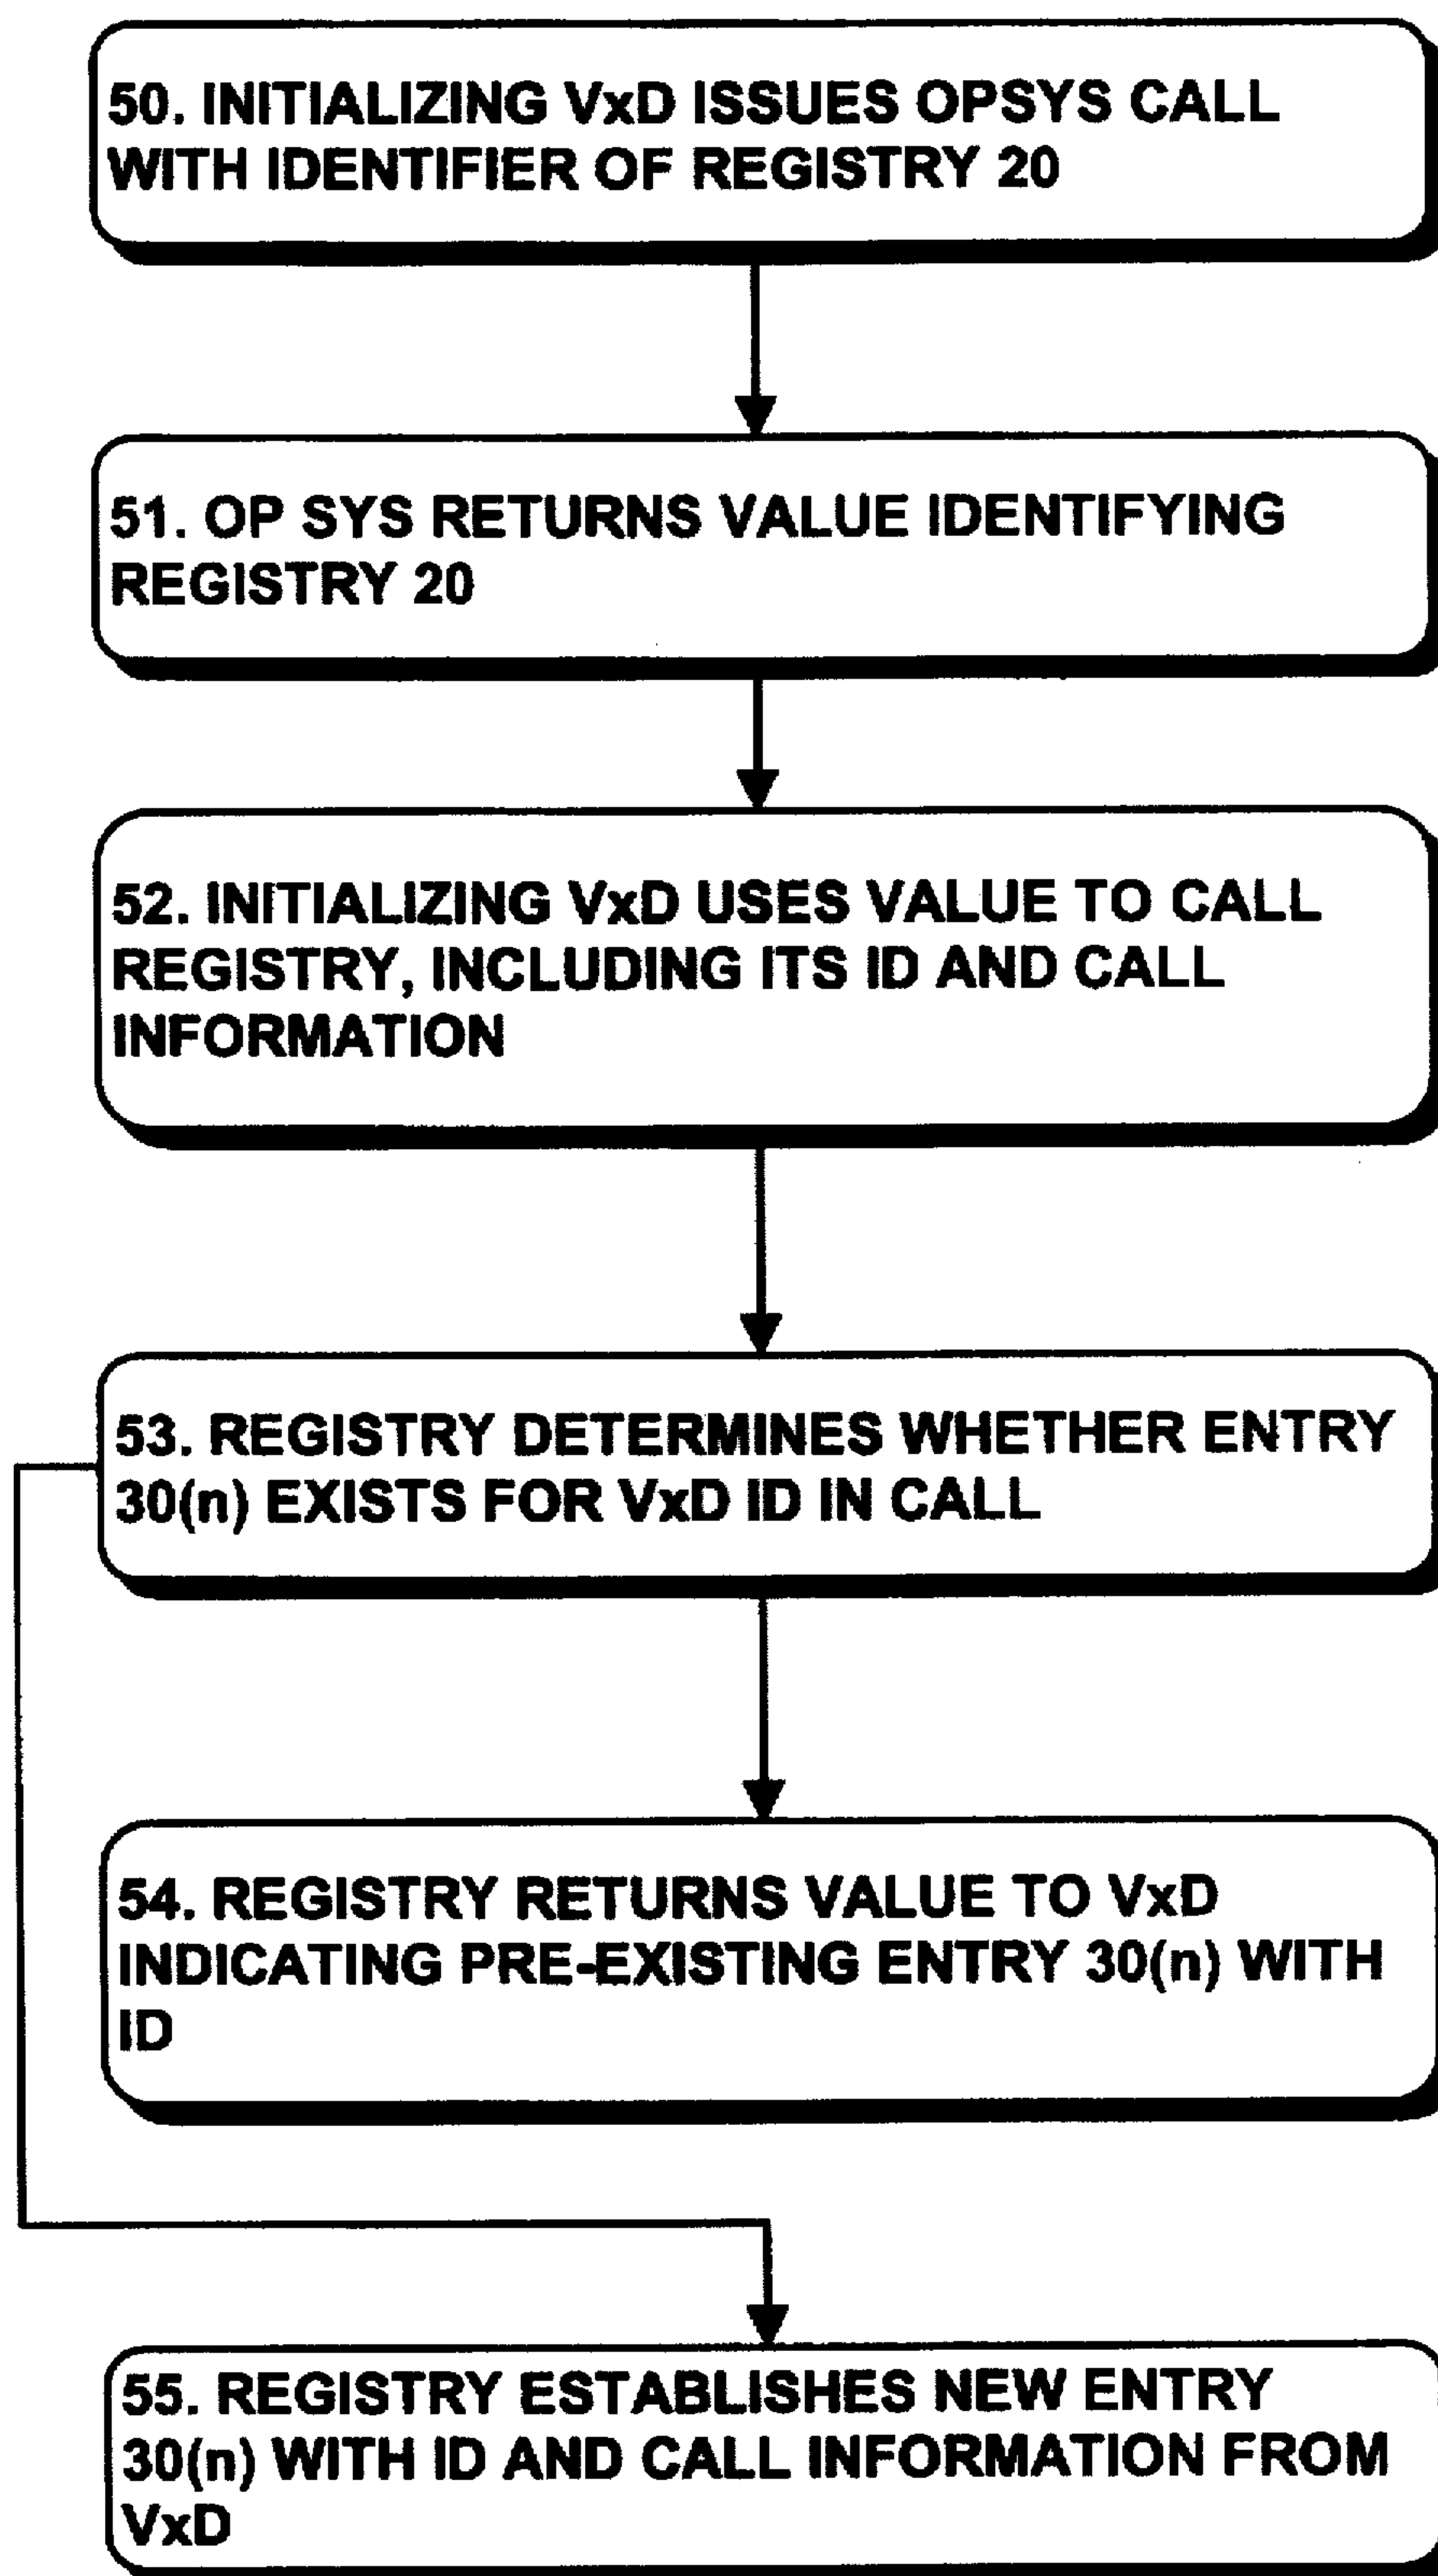 50. INITIALIZING VxD ISSUES OPSYS CALL
WITH IDENTIFIER OF REGISTRY 20
51. OP SYS RETURNS VALUE IDENTIFYING
REGISTRY 20
52. INITIALIZING VxD USES VALUE TO CALL
REGISTRY, INCLUDING ITS ID AND CALL
INFORMATION
53. REGISTRY DETERMINES WHETHER ENTRY
30(n) EXISTS FOR VxD ID IN CALL
54. REGISTRY RETURNS VALUE TO VxD
INDICATING PRE-EXISTING ENTRY 30(n) WITH
ID
55. REGISTRY ESTABLISHES NEW ENTRY
30(n) WITH ID AND CALL INFORMATION FROM
VxD